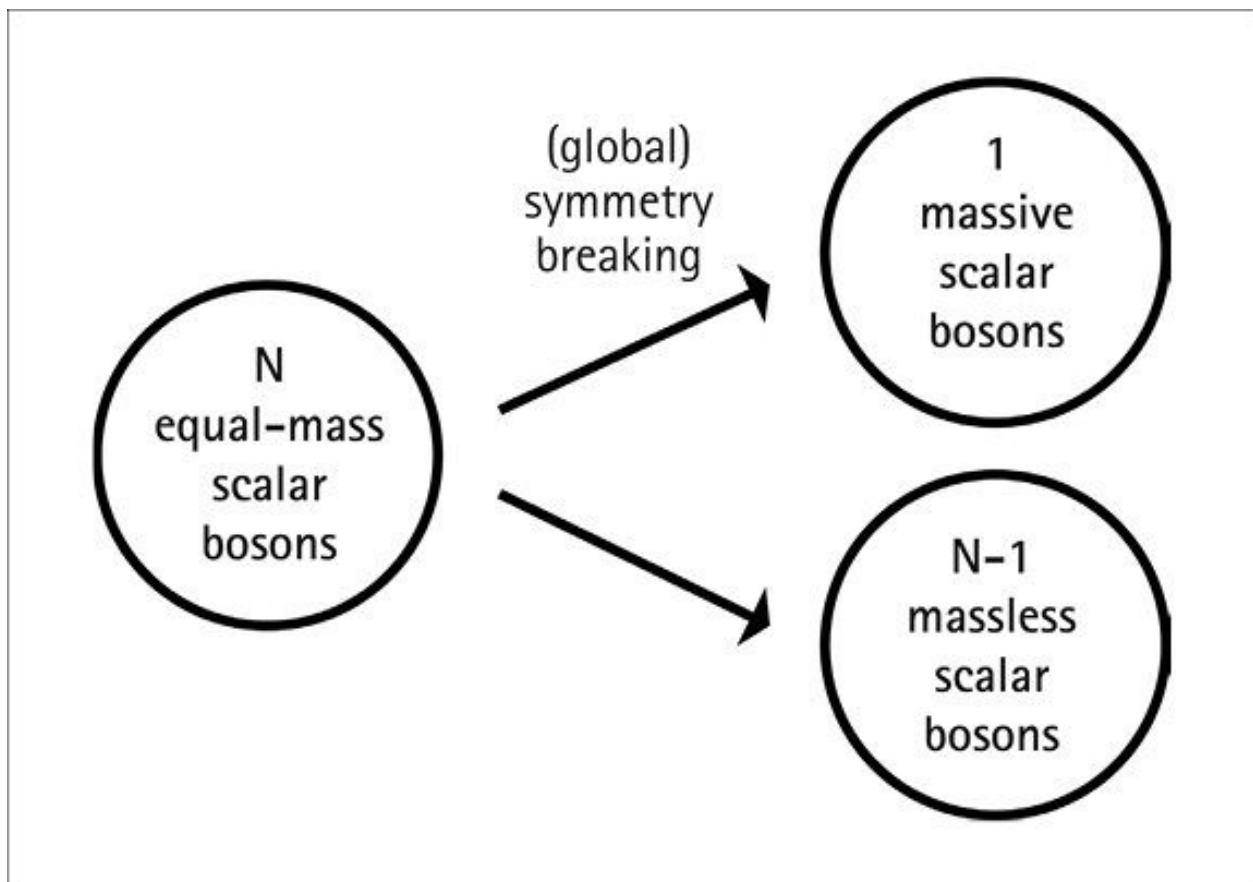 (global)
symmetry
breaking
N
equal-mass
scalar
bosons
1
massive
scalar
bosons
N-1
massless
scalar
bosons